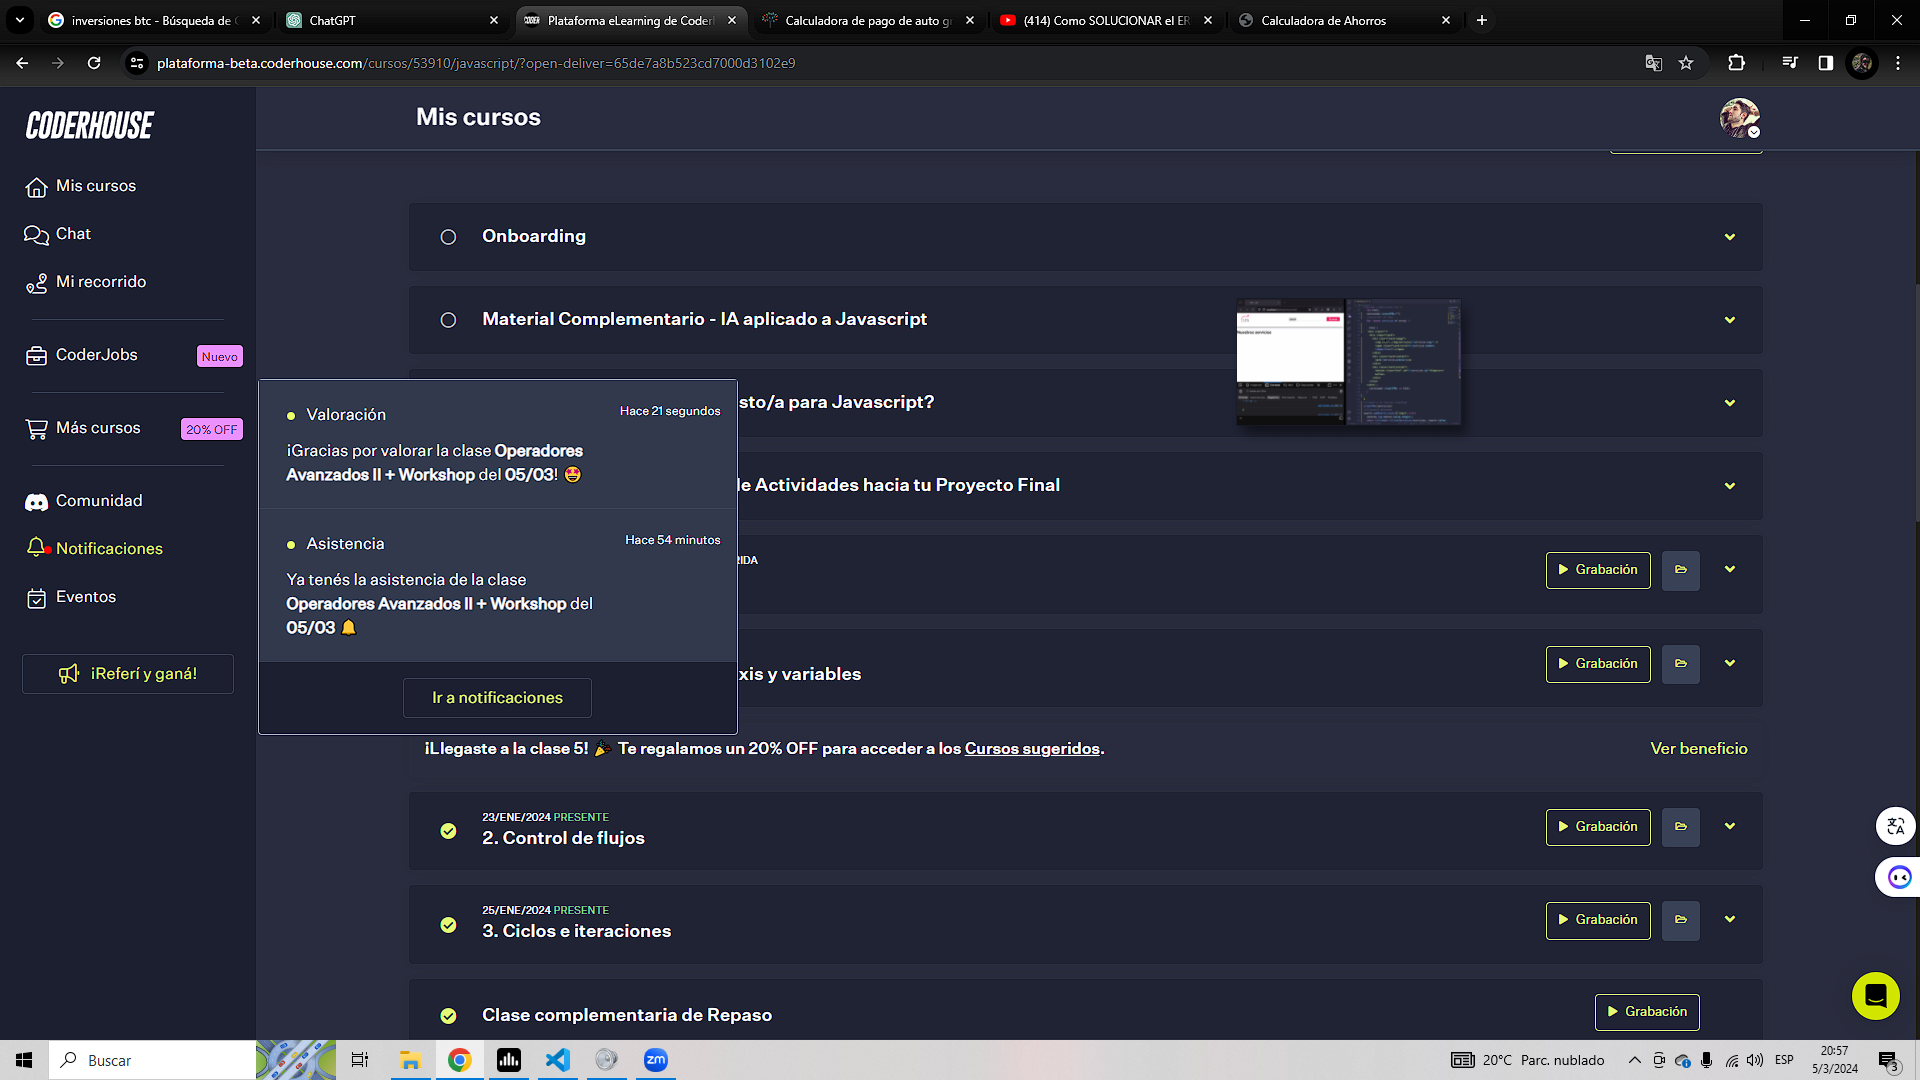 inversiones btc - Búsqueda de G
ChatGPT
Plataforma eLearning de Coderh
Calculadora de pago de auto gr
(414) Como SOLUCIONAR el ER
Calculadora de Ahorros
plataforma-beta.coderhouse.com/cursos/53910/javascript/?open-deliver=65de7a8b523cd7000d3102e9
CODERHOUSE
Mis cursos
Mis cursos
Chat
Mi recorrido
CoderJobs
Nuevo
Más cursos
20% OFF
Comunidad
Notificaciones
Eventos
¡Referí y ganá!
Onboarding
Material Complementario - IA aplicado a Javascript
sto/a para Javascript?
de Actividades hacia tu Proyecto Final
RIDA
Grabación
xis y variables
Grabación
Valoración
Hace 21 segundos
¡Gracias por valorar la clase Operadores
Avanzados II + Workshop del 05/03! 🤩
Asistencia
Hace 54 minutos
Ya tenés la asistencia de la clase
Operadores Avanzados II + Workshop del
05/03 🔔
Ir a notificaciones
¡Llegaste a la clase 5! 🎉 Te regalamos un 20% OFF para acceder a los Cursos sugeridos.
Ver beneficio
23/ENE/2024 PRESENTE
2. Control de flujos
Grabación
25/ENE/2024 PRESENTE
3. Ciclos e iteraciones
Grabación
Clase complementaria de Repaso
Grabación
Buscar
zm
20°C Parc. nublado
ESP
20:57
5/3/2024
3